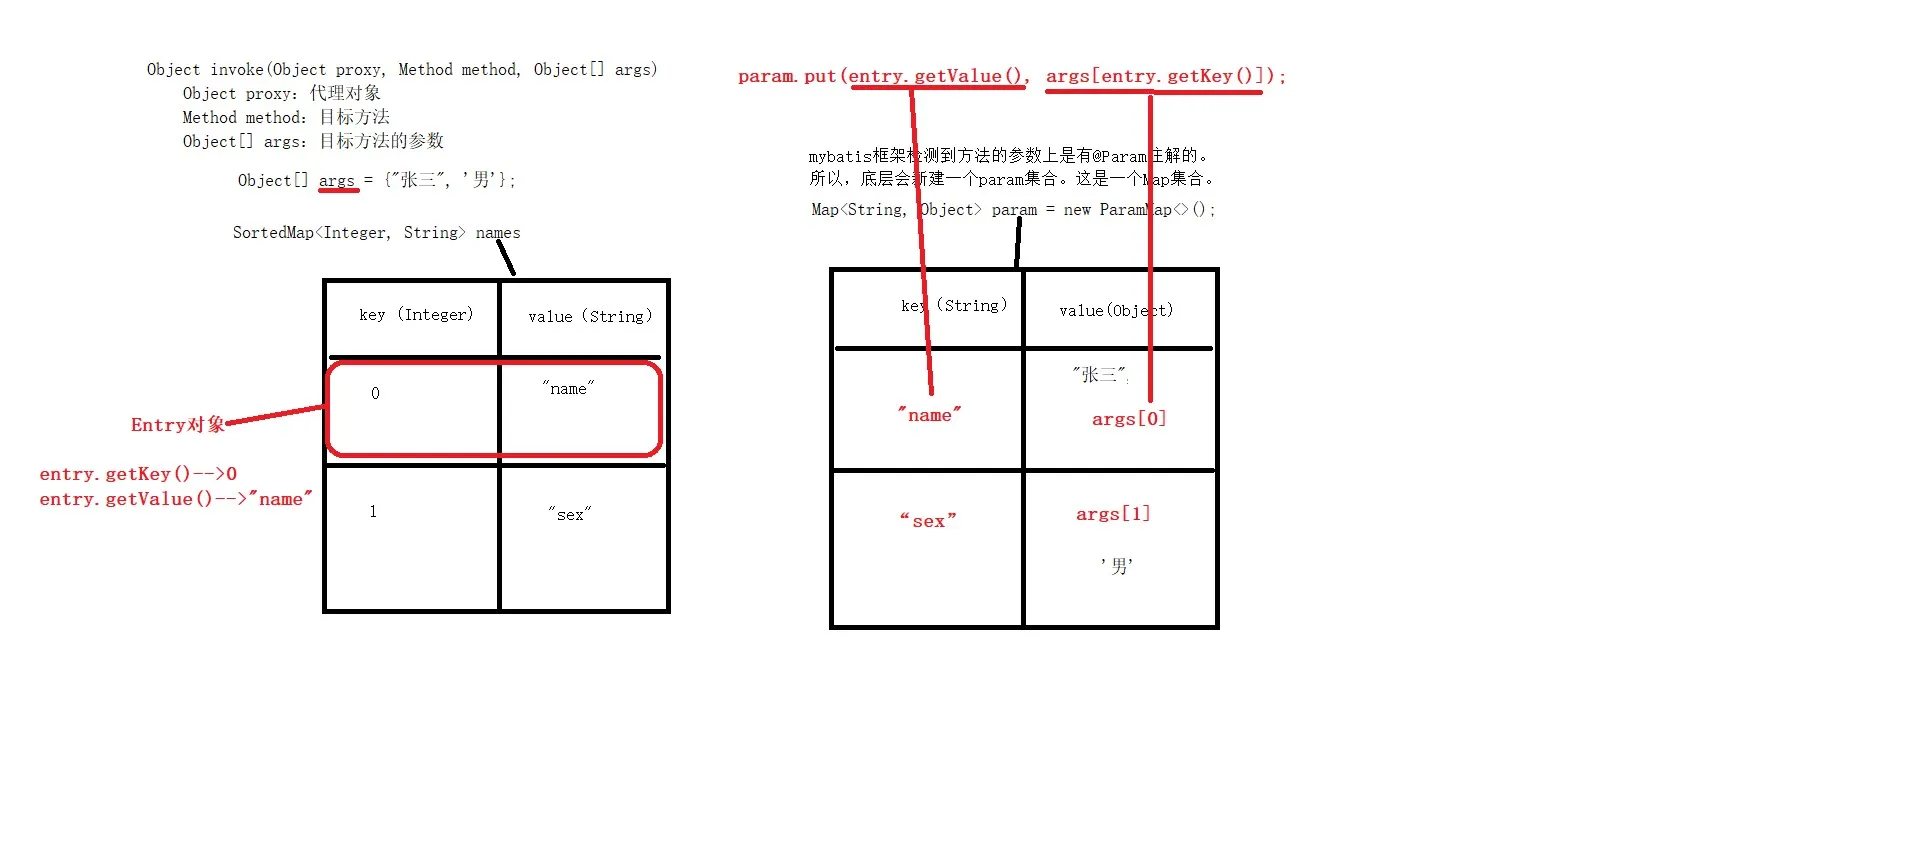 Object invoke(Object proxy, Method method, Object[] args)
Object proxy：代理对象
Method method：目标方法
Object[] args：目标方法的参数
Object[] args = {"张三", '男'};
SortedMap<Integer, String> names
key（Integer)
value（String）
0
"name"
1
"sex"
Entry对象
entry.getKey()-->0
entry.getValue()-->"name"
param.put(entry.getValue(), args[entry.getKey()]);
mybatis框架检测到方法的参数上是有@Param注解的。
所以，底层会新建一个param集合。这是一个Map集合。
Map<String, Object> param = new ParamMap<>();
key（String）
value(Object)
"张三",
"name"
args[0]
“sex”
args[1]
'男'